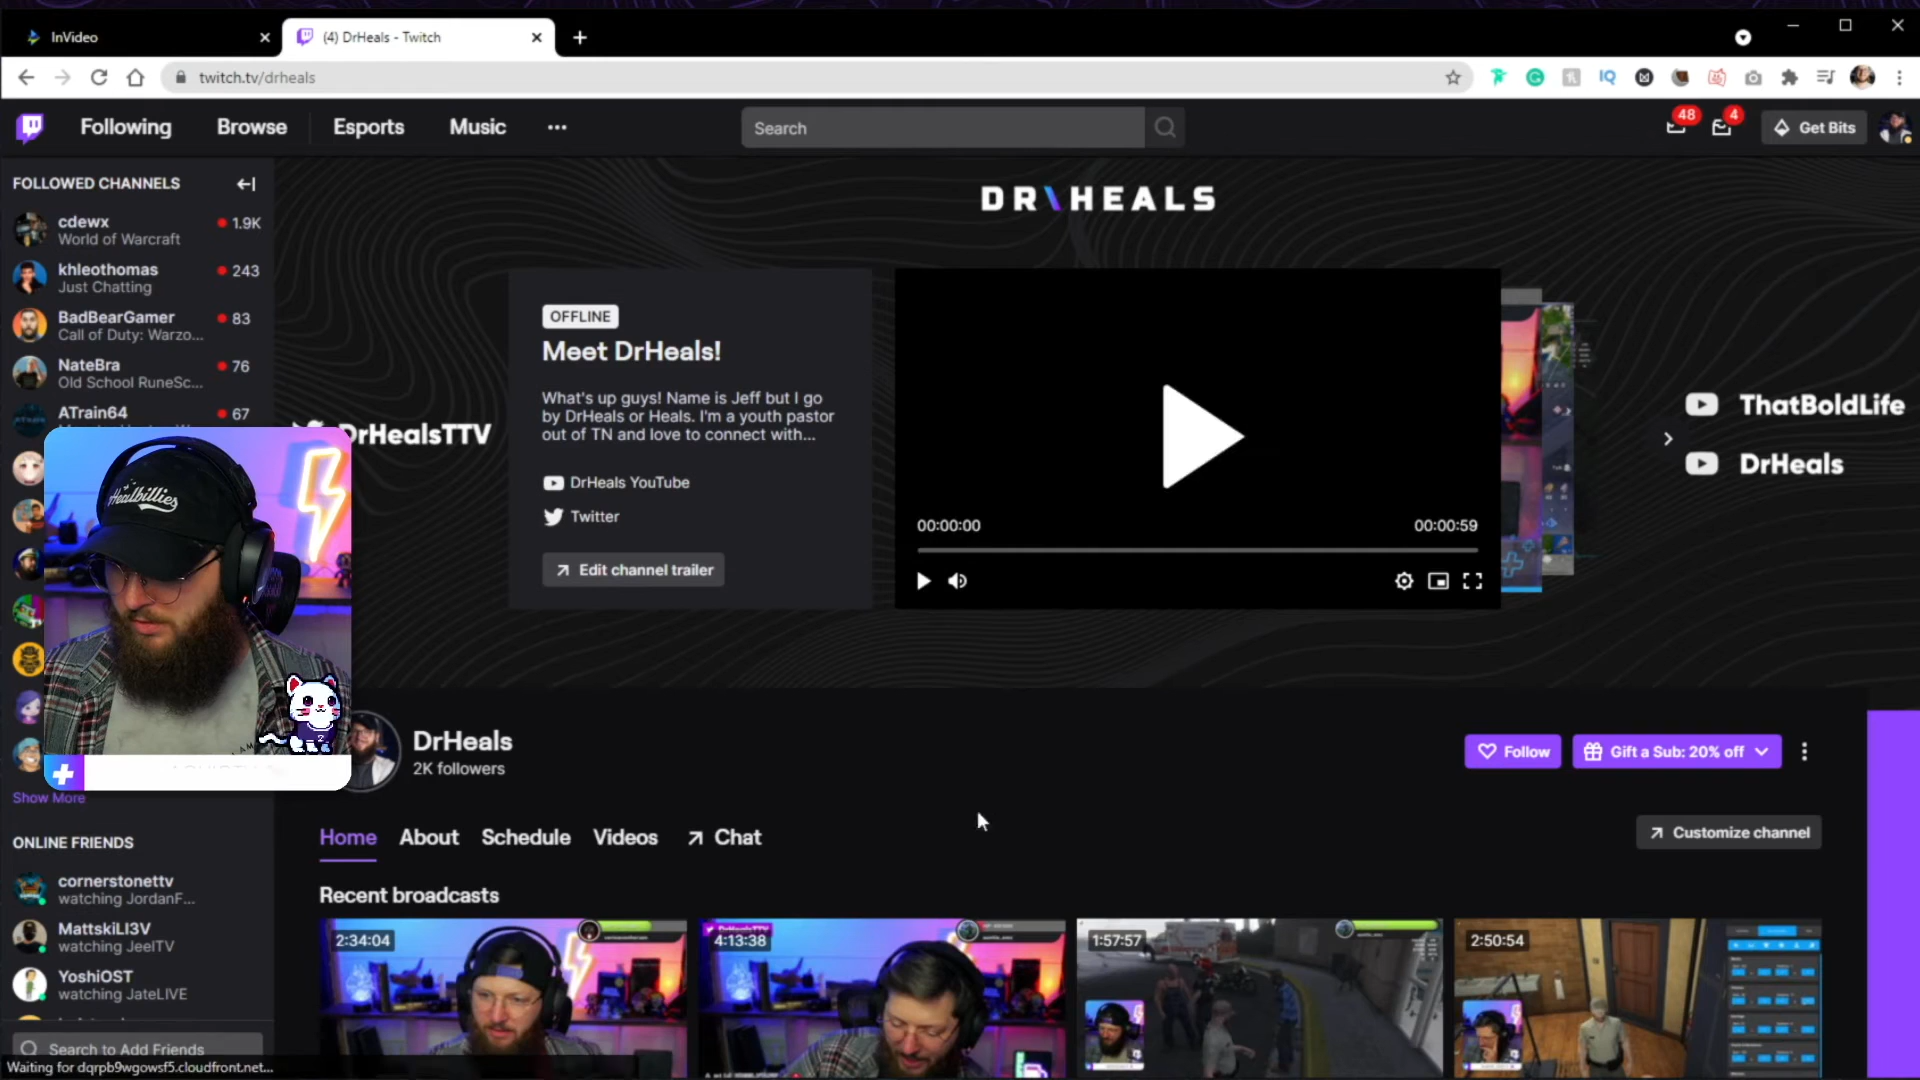 InVideo
(4) DrHeals - Twitch
twitch.tv/drheals
Following
Browse
Esports
Music
Search
48
4
Get Bits
FOLLOWED CHANNELS
cdewx
World of Warcraft
1.9K
khleothomas
Just Chatting
243
BadBearGamer
Call of Duty: Warzo...
83
NateBra
Old School RuneSc...
76
ATrain64
67
DR\HEALS
OFFLINE
Meet DrHeals!
What's up guys! Name is Jeff but I go
by DrHeals or Heals. I'm a youth pastor
out of TN and love to connect with...
DrHeals YouTube
Twitter
Edit channel trailer
DrHealsTTV
00:00:00
00:00:59
ThatBoldLife
DrHeals
Healbillies
Show More
DrHeals
2K followers
Follow
Gift a Sub: 20% off
Home
About
Schedule
Videos
Chat
Customize channel
Recent broadcasts
2:34:04
4:13:38
1:57:57
2:50:54
ONLINE FRIENDS
cornerstonettv
watching JordanF...
MattskiLI3V
watching JeelTV
YoshiOST
watching JateLIVE
Search to Add Friends
Waiting for dqrpb9wgowsf5.cloudfront.net...